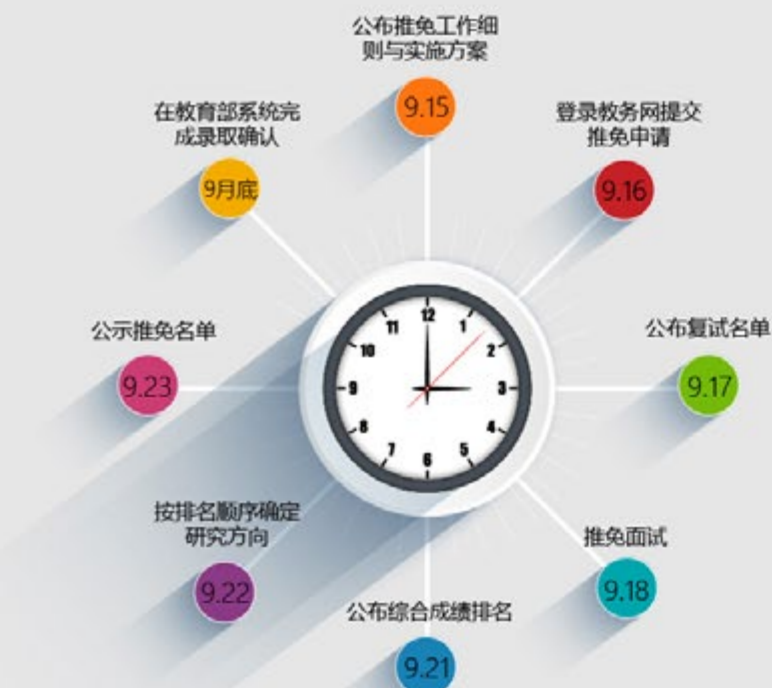 公布推免工作细
则与实施方案
9.15
登录教务网提交
推免申请
9.16
公布复试名单
9.17
推免面试
9.18
公布综合成绩排名
9.21
按排名顺序确定
研究方向
9.22
公示推免名单
9.23
在教育部系统完
成录取确认
9月底
12
1
2
3
4
5
6
7
8
9
10
11